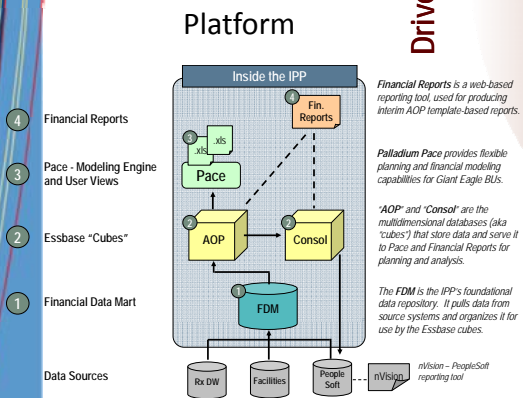 Platform
Drive
Inside the IPP
4
Financial Reports
3
Pace - Modeling Engine
and User Views
2
Essbase "Cubes"
1
Financial Data Mart
Data Sources
4
Fin.
Reports
3
.xls
.xls
Pace
2
AOP
2
Consol
1
FDM
Rx DW
Facilities
People
Soft
nVision
Financial Reports is a web-based
reporting tool, used for producing
interim AOP template-based reports.
Palladium Pace provides flexible
planning and financial modeling
capabilities for Giant Eagle BUs.
"AOP" and "Consol" are the
multidimensional databases (aka
"cubes") that store data and serve it
to Pace and Financial Reports for
planning and analysis.
The FDM is the IPP's foundational
data repository. It pulls data from
source systems and organizes it for
use by the Essbase cubes.
nVision – PeopleSoft
reporting tool